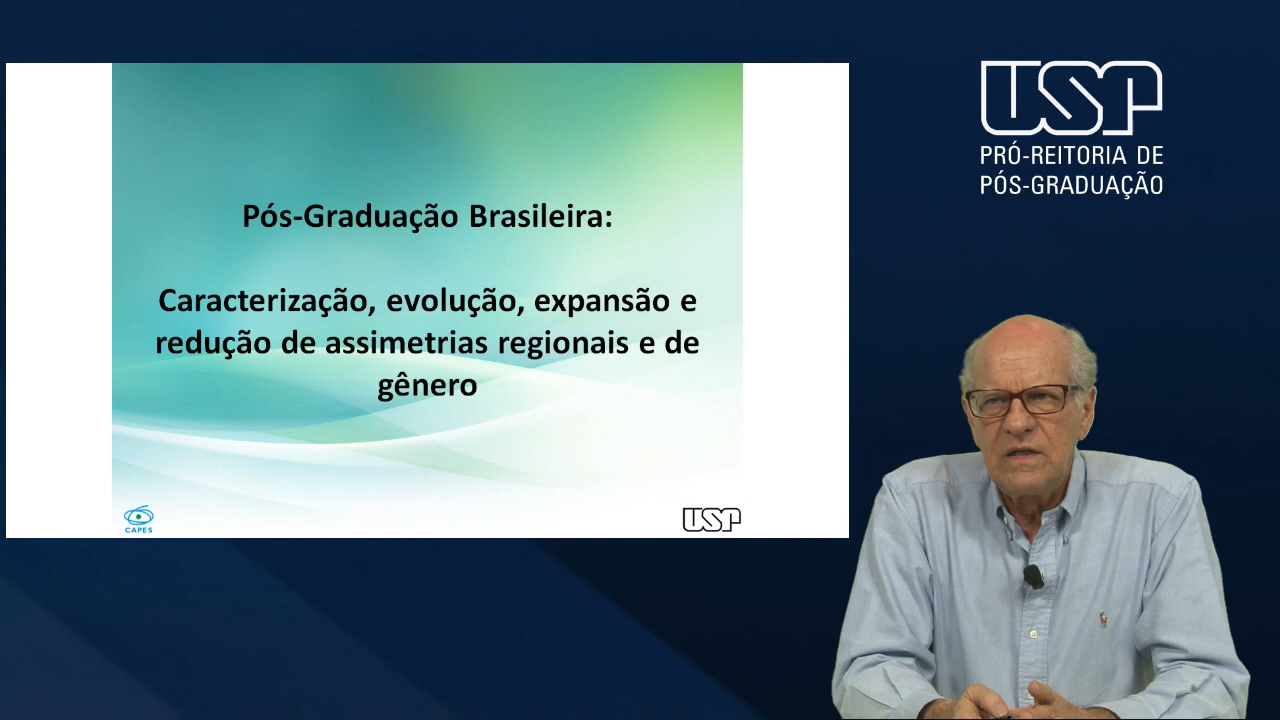 Pós-Graduação Brasileira:
Caracterização, evolução, expansão e
redução de assimetrias regionais e de
gênero
CAPES
USP
USP
PRÓ-REITORIA DE
PÓS-GRADUAÇÃO